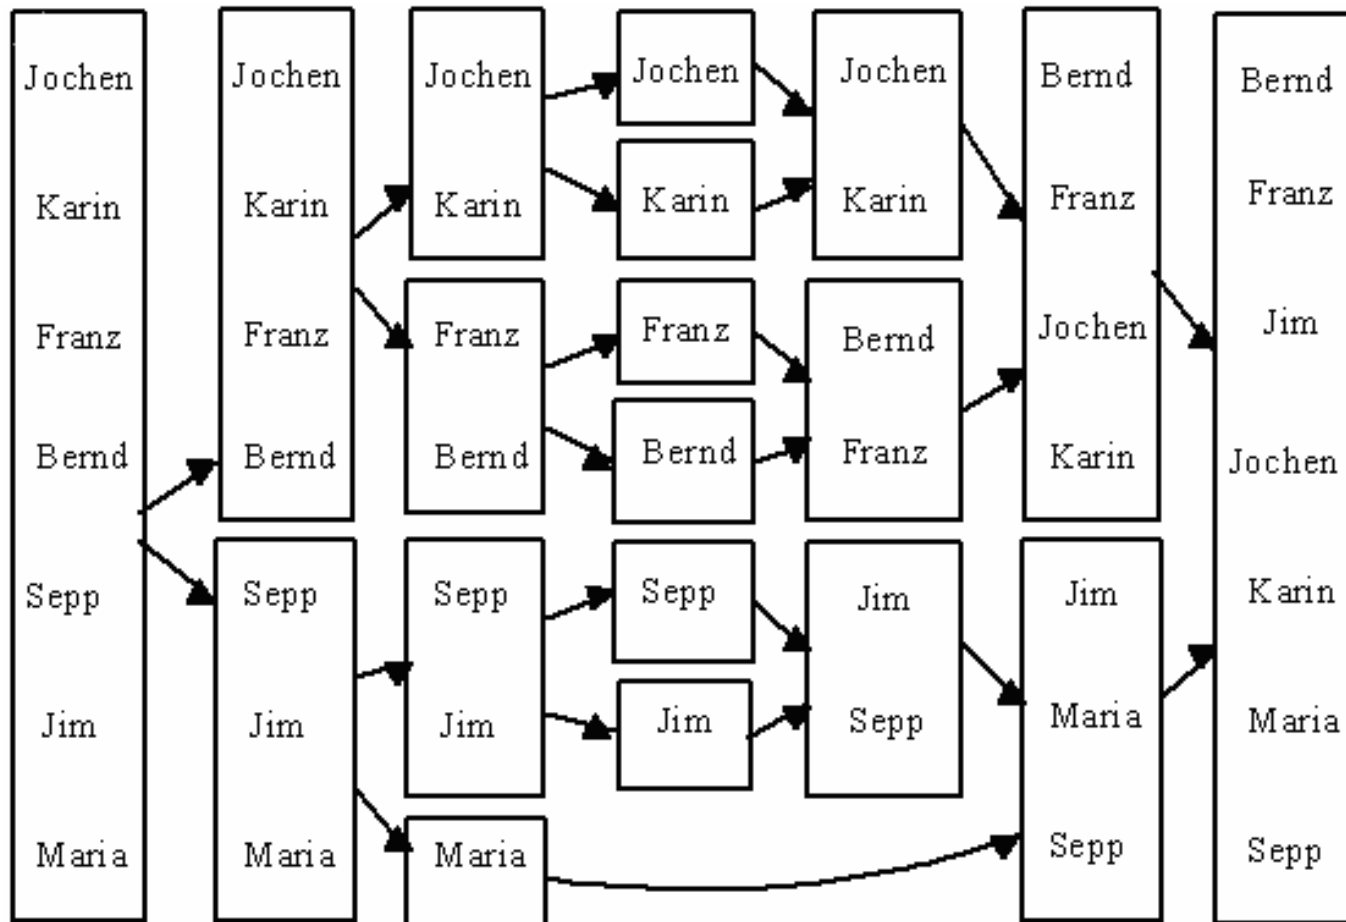 Jochen
Karin
Franz
Bernd
Sepp
Jim
Maria
Jochen
Karin
Franz
Bernd
Sepp
Jim
Maria
Jochen
Karin
Franz
Bernd
Sepp
Jim
Maria
Jochen
Karin
Franz
Bernd
Sepp
Jim
Jochen
Karin
Bernd
Franz
Jim
Sepp
Bernd
Franz
Jochen
Karin
Jim
Maria
Sepp
Bernd
Franz
Jim
Jochen
Karin
Maria
Sepp